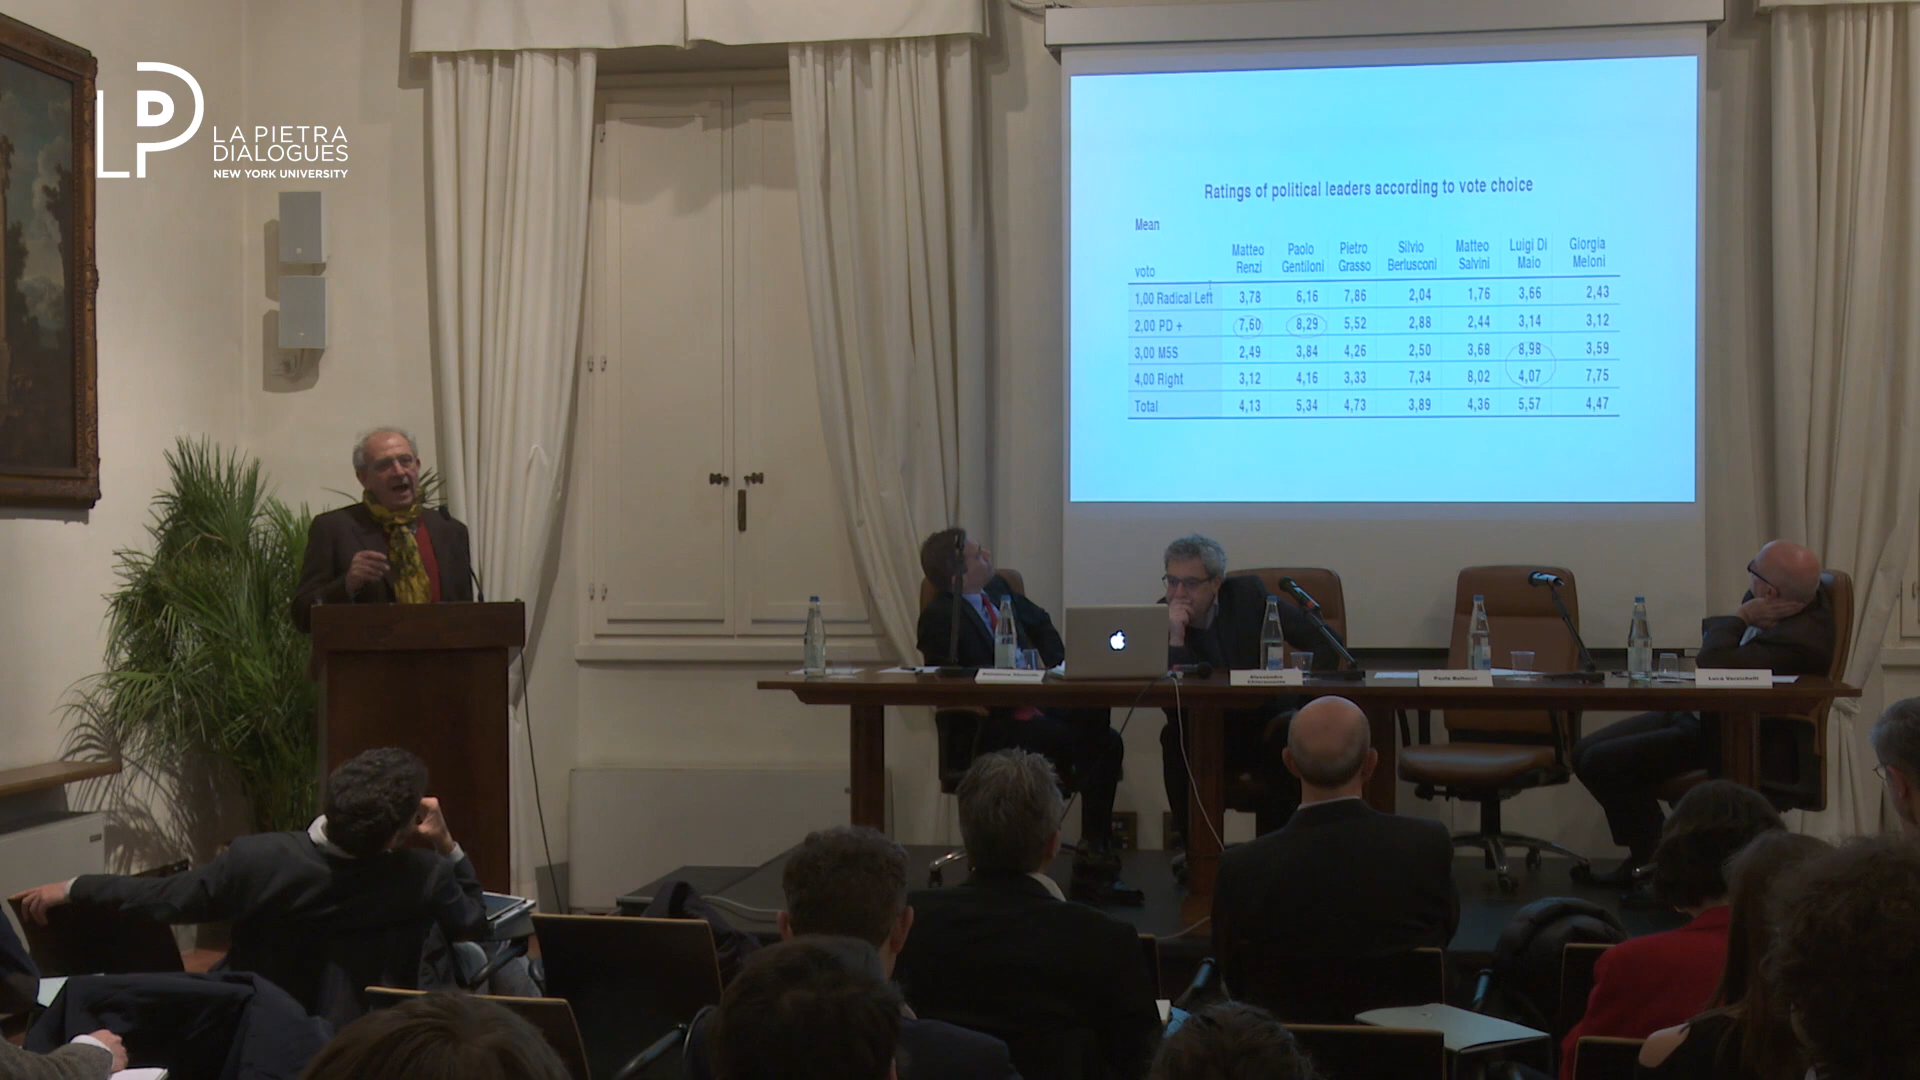 LA PIETRA
DIALOGUES
NEW YORK UNIVERSITY
Ratings of political leaders according to vote choice
Mean
voto Matteo Renzi Paolo Gentiloni Pietro Grasso Silvio Berlusconi Matteo Salvini Luigi Di Maio Giorgia Meloni
1,00 Radical Left 3,78 6,16 7,86 2,04 1,76 3,66 2,43
2,00 PD + 7,60 8,29 5,52 2,88 2,44 3,14 3,12
3,00 M5S 2,49 3,84 4,26 2,50 3,68 8,98 3,59
4,00 Right 3,12 4,16 3,33 7,34 8,02 4,07 7,75
Total 4,13 5,34 4,73 3,89 4,36 5,57 4,47
Alessandro
Chiaramonte
Paolo Bellucci
Luca Verzichelli